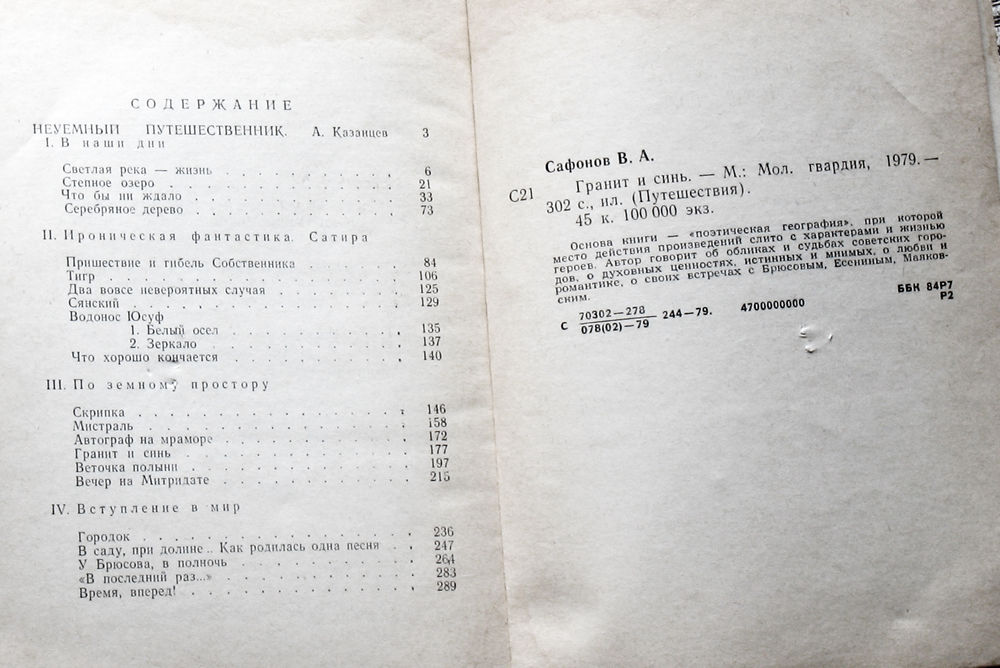 СОДЕРЖАНИЕ
НЕУЕМНЫЙ ПУТЕШЕСТВЕННИК. А. Казанцев 3
I. В наши дни
Светлая река — жизнь . . . . . . . . 6
Степное озеро . . . . . . . . . . 21
Что бы ни ждало . . . . . . . . . 33
Серебряное дерево . . . . . . . . . 73
II. Ироническая фантастика. Сатира
Пришествие и гибель Собственника . . . . . 84
Тигр . . . . . . . . . . . . . 106
Два вовсе невероятных случая . . . . . . 125
Сянский . . . . . . . . . . . . 129
Водонос Юсуф
1. Белый осел . . . . . . . . 135
2. Зеркало . . . . . . . . . 137
Что хорошо кончается . . . . . . . . 140
III. По земному простору
Скрипка . . . . . . . . . . . . 146
Мистраль . . . . . . . . . . . 158
Автограф на мраморе . . . . . . . . 172
Гранит и синь . . . . . . . . . . 177
Веточка полыни . . . . . . . . . . 197
Вечер на Митридате . . . . . . . . . 215
IV. Вступление в мир
Городок . . . . . . . . . . . . 236
В саду, при долине.. Как родилась одна песня . . 247
У Брюсова, в полночь . . . . . . . . 264
«В последний раз...» . . . . . . . . . 283
Время, вперед! . . . . . . . . . . 289
Сафонов В. А.
С21 Гранит и синь. — М.: Мол. гвардия, 1979. —
302 с., ил. (Путешествия).
45 к. 100 000 экз.
Основа книги — «поэтическая география», при которой
место действия произведений слито с характерами и жизнью
героев. Автор говорит об обликах и судьбах советских горо-
дов, о духовных ценностях, истинных и мнимых, о любви и
романтике, о своих встречах с Брюсовым, Есениным, Маяков-
ским.
С 70302—278 / 078(02)—79 244—79. 4700000000
ББК 84Р7
Р2